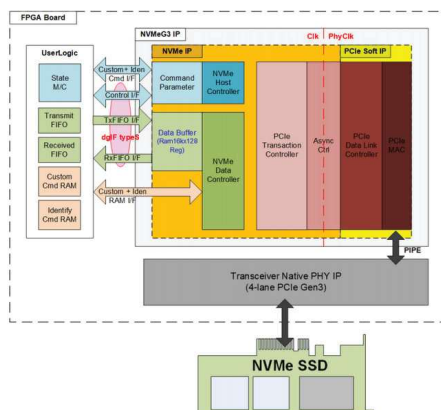 FPGA Board
NVMeG3 IP
UserLogic
NVMe IP
Clk
PhyClk
PCIe Soft IP
State
M/C
Custom+ Iden
Cmd I/F
Control I/F
Command
Parameter
NVMe
Host
Controller
Transmit
FIFO
TxFIFO I/F
dgIF typeS
Received
FIFO
RxFIFO I/F
Data Buffer
(Ram16kx128
Reg)
NVMe
Data
Controller
PCIe
Transaction
Controller
Async
Ctrl
PCIe
Data Link
Controller
PCIe
MAC
Custom
Cmd RAM
Custom + Iden
RAM I/F
Identify
Cmd RAM
PIPE
Transceiver Native PHY IP
(4-lane PCIe Gen3)
NVMe SSD